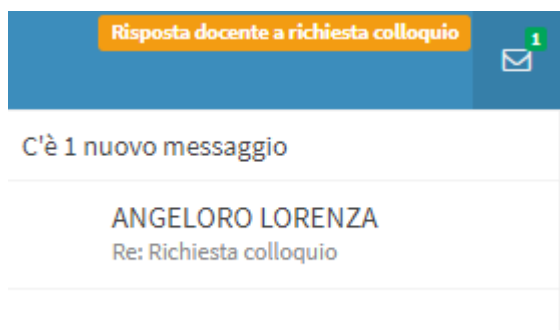 Risposta docente a richiesta colloquio
1
C'è 1 nuovo messaggio
ANGELORO LORENZA
Re: Richiesta colloquio